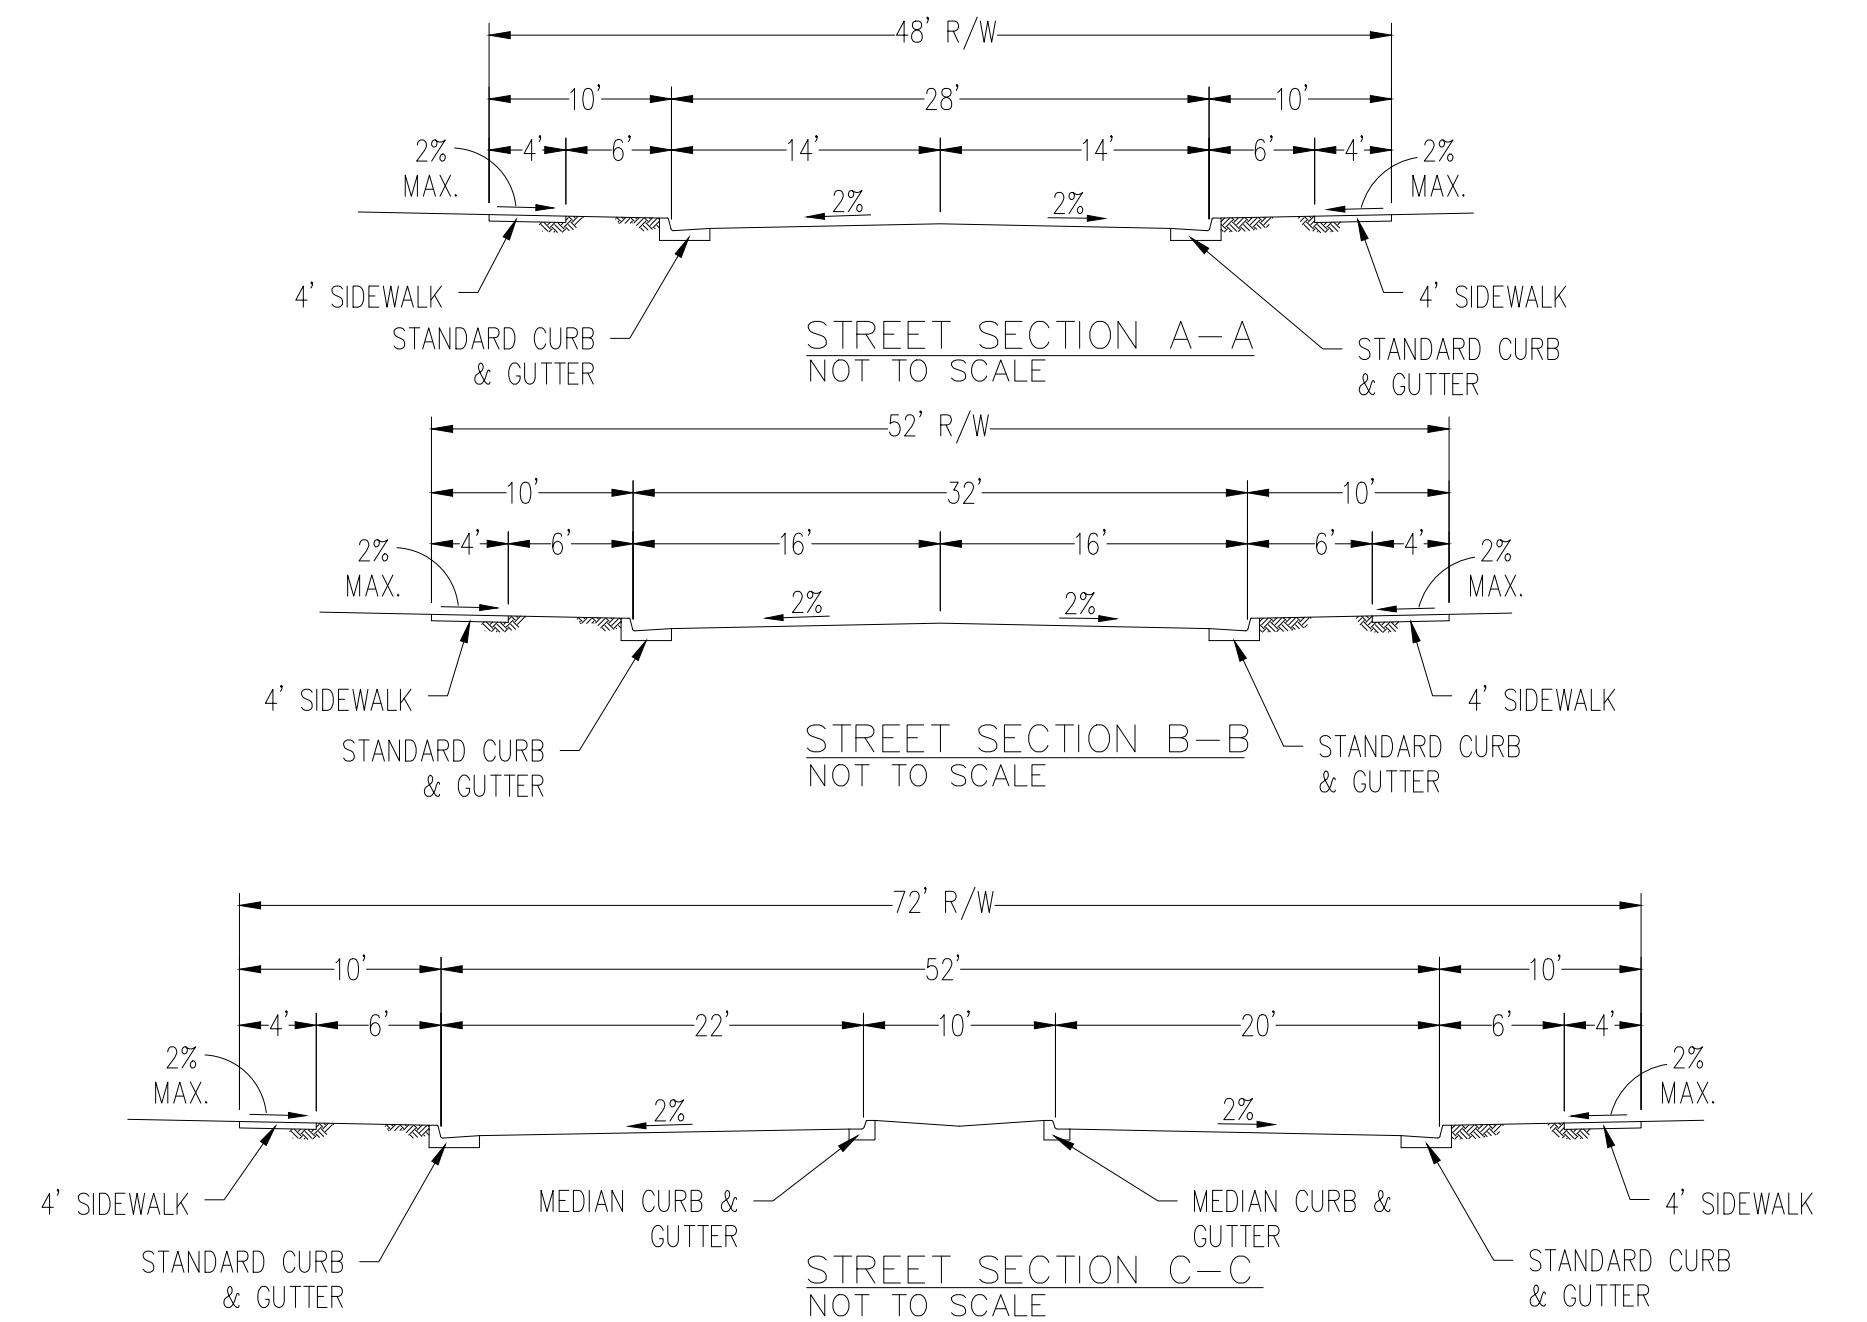 48' R/W
10' 28' 10'
4' 6' 14' 14' 6' 4'
2% 2%
MAX. MAX.
2% 2%
4' SIDEWALK 4' SIDEWALK
STANDARD CURB
& GUTTER
STREET SECTION A-A
NOT TO SCALE
STANDARD CURB
& GUTTER
52' R/W
10' 32' 10'
4' 6' 16' 16' 6' 4'
2% 2%
MAX. MAX.
2% 2%
4' SIDEWALK 4' SIDEWALK
STANDARD CURB
& GUTTER
STREET SECTION B-B
NOT TO SCALE
STANDARD CURB
& GUTTER
72' R/W
10' 52' 10'
4' 6' 22' 10' 20' 6' 4'
2% 2%
MAX. MAX.
2% 2%
4' SIDEWALK
MEDIAN CURB &
GUTTER
MEDIAN CURB &
GUTTER
4' SIDEWALK
STANDARD CURB
& GUTTER
STREET SECTION C-C
NOT TO SCALE
STANDARD CURB
& GUTTER